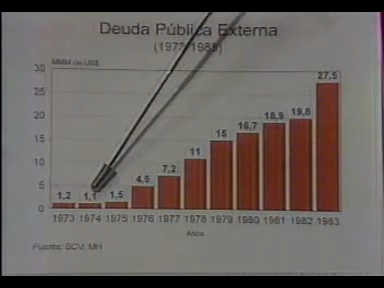 Deuda Pública Externa
(1973-1983)
MMM de US$
30
25
20
15
10
5
0
1,2 1,1 1,5 4,9 7,2 11 15 16,7 18,9 19,8 27,5
1973 1974 1975 1976 1977 1978 1979 1980 1981 1982 1983
Años
Fuente: BCV; MH